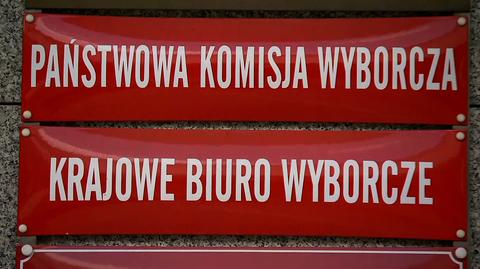 PAŃSTWOWA KOMISJA WYBORCZA
KRAJOWE BIURO WYBORCZE